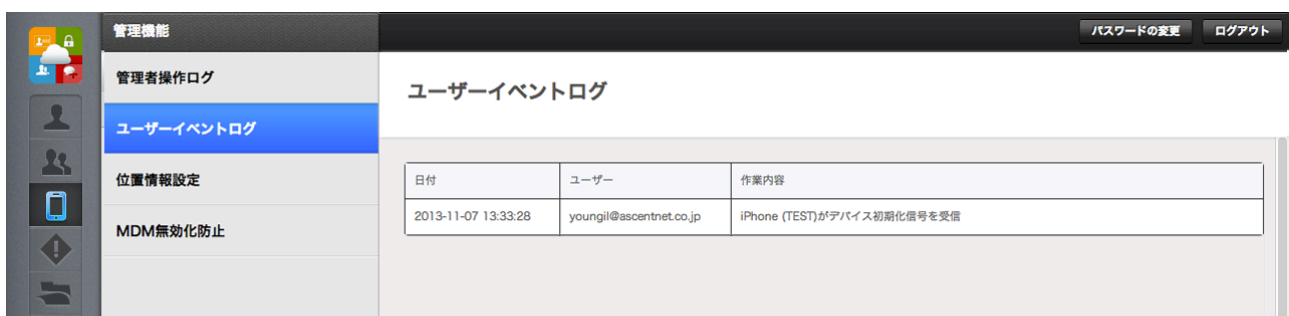 管理機能
パスワードの変更 ログアウト
管理者操作ログ
ユーザーイベントログ
位置情報設定
MDM無効化防止
ユーザーイベントログ
日付 ユーザー 作業内容
2013-11-07 13:33:28 youngil@ascentnet.co.jp iPhone (TEST)がデバイス初期化信号を受信